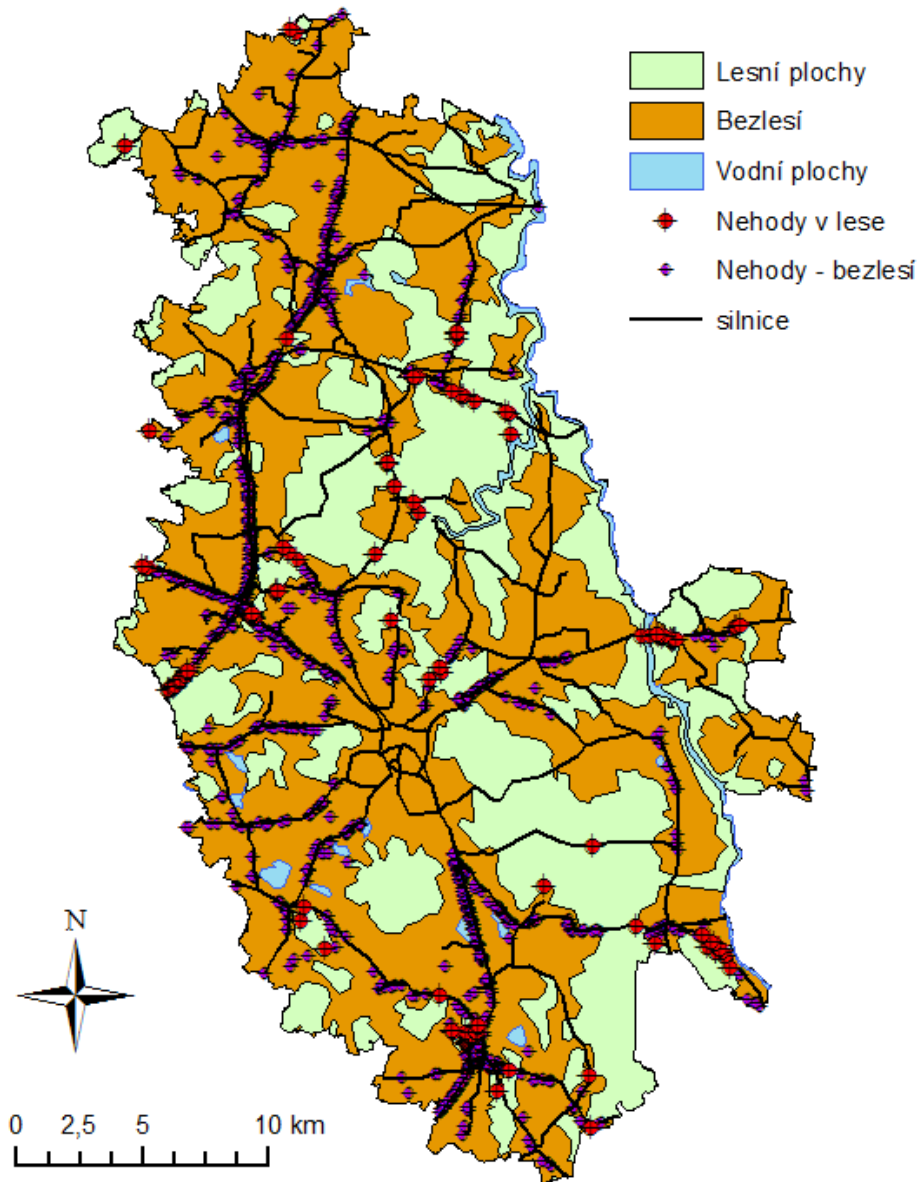 Lesní plochy
Bezlesí
Vodní plochy
Nehody v lese
Nehody - bezlesí
silnice
N
0 2,5 5 10 km